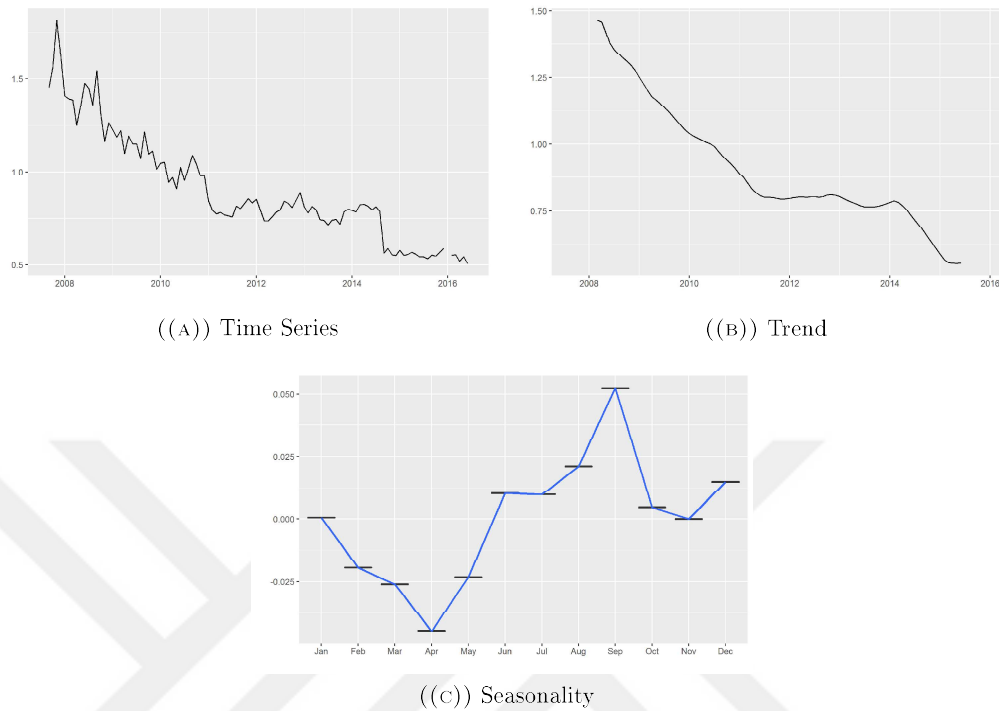 1.5
1.0
0.5
2008 2010 2012 2014 2016
((A)) Time Series
1.50
1.25
1.00
0.75
2008 2010 2012 2014 2016
((B)) Trend
0.050
0.025
0.000
-0.025
Jan Feb Mar Apr May Jun Jul Aug Sep Oct Nov Dec
((C)) Seasonality